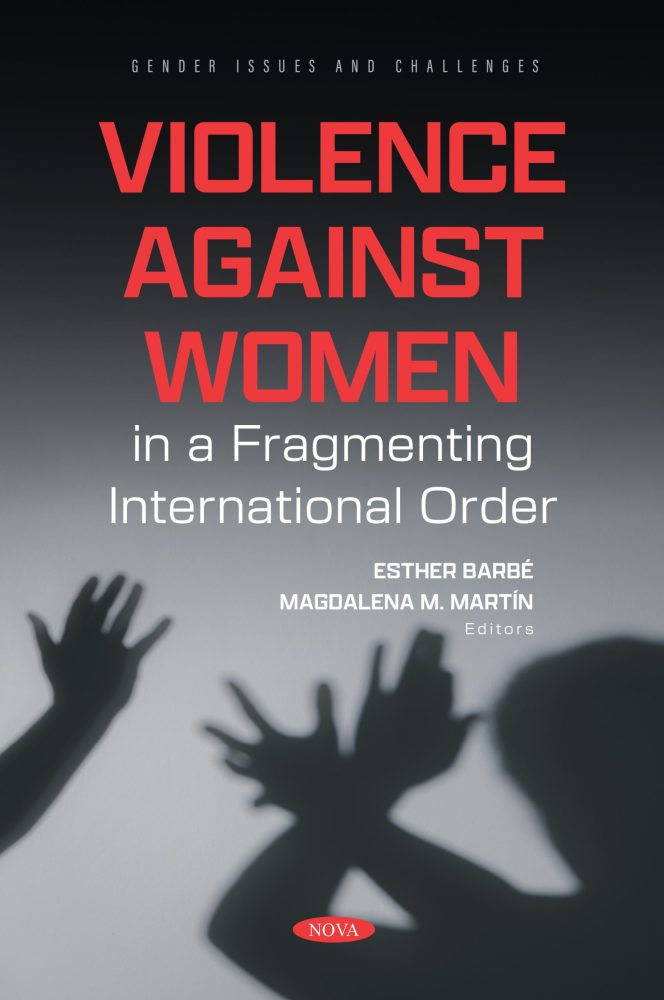 GENDER ISSUES AND CHALLENGES
VIOLENCE
AGAINST
WOMEN
in a Fragmenting
International Order
ESTHER BARBÉ
MAGDALENA M. MARTÍN
Editors
NOVA